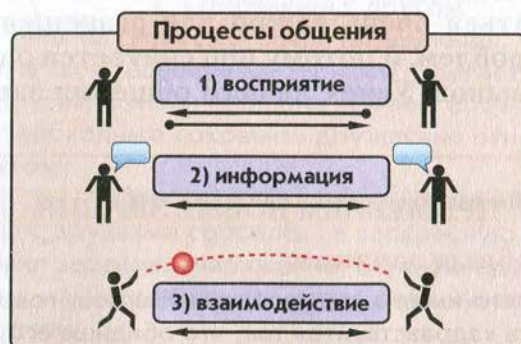 Процессы общения
1) восприятие
2) информация
3) взаимодействие